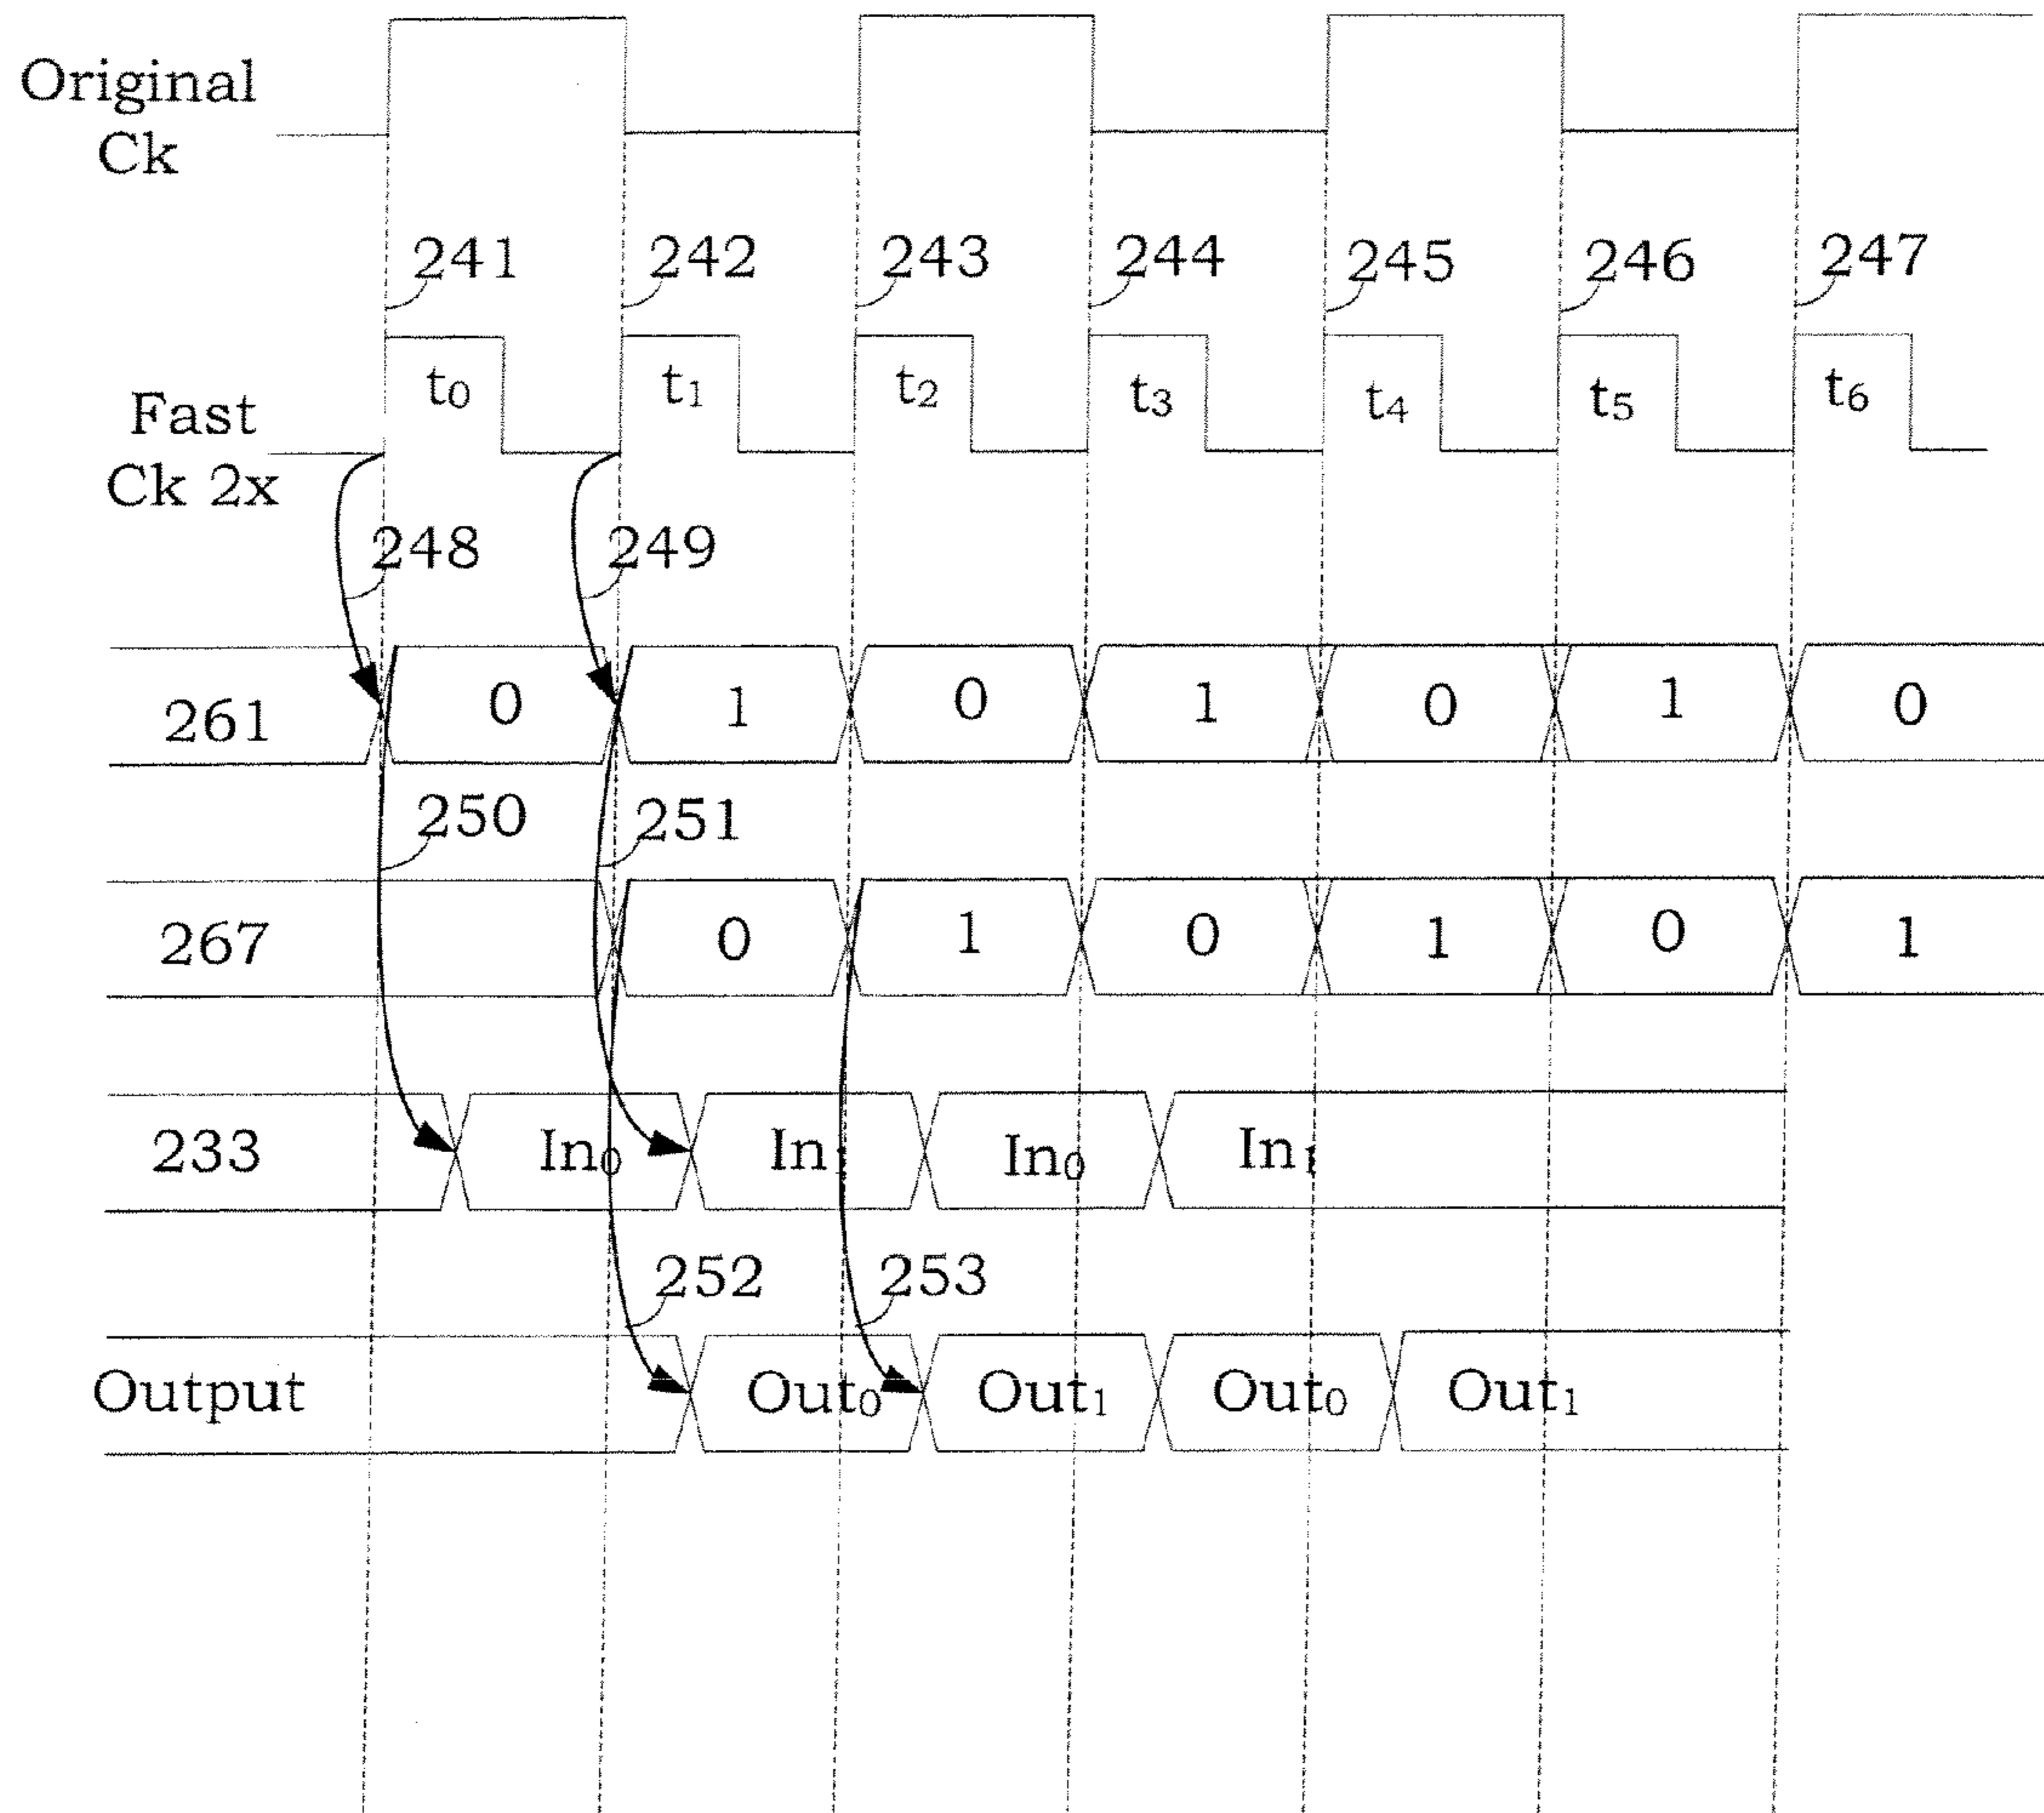 Original
Ck
241 242 243 244 245 246 247
t₀ t₁ t₂ t₃ t₄ t₅ t₆
Fast
Ck 2x
248 249
261 0 1 0 1 0 1 0
250 251
267 0 1 0 1 0 1
233 In₀ In₁ In₀ In₁
252 253
Output Out₀ Out₁ Out₀ Out₁